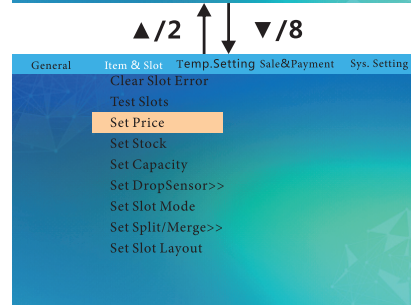 ▲/2 ▼/8
General Item & Slot Temp.Setting Sale&Payment Sys. Setting
Clear Slot Error
Test Slots
Set Price
Set Stock
Set Capacity
Set DropSensor>>
Set Slot Mode
Set Split/Merge>>
Set Slot Layout